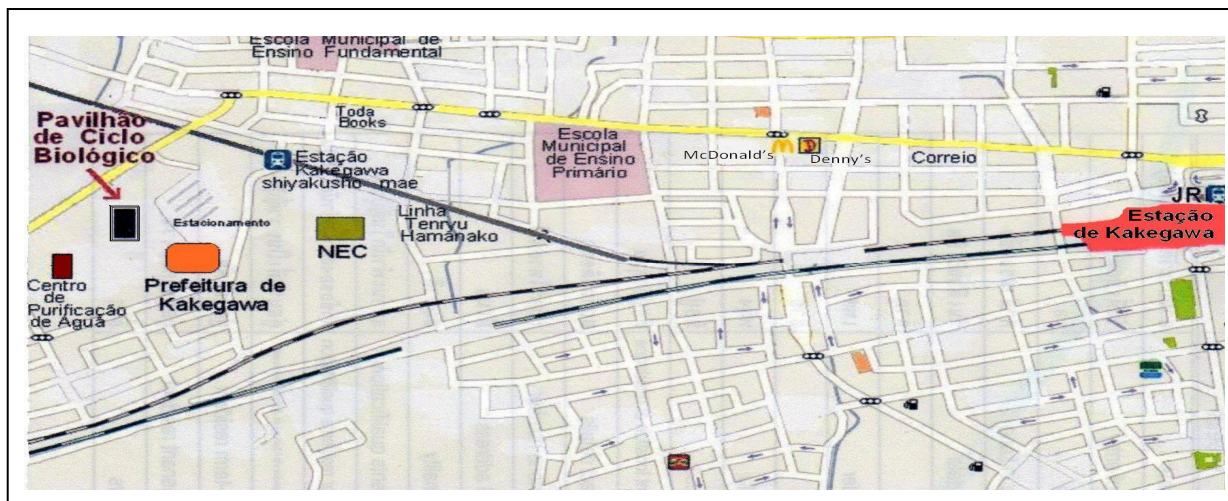 Escola Municipal de
Ensino Fundamental
Pavilhão
de Ciclo
Biológico
Toda
Books
Estação
Kakegawa
shiyakusho mae
Escola
Municipal
de Ensino
Primário
McDonald's
Denny's
Correio
JR
Estação
de Kakegawa
Estacionamento
Linha
Tenryu
Hamanako
NEC
Prefeitura de
Kakegawa
Centro
de
Purificação
de Agua